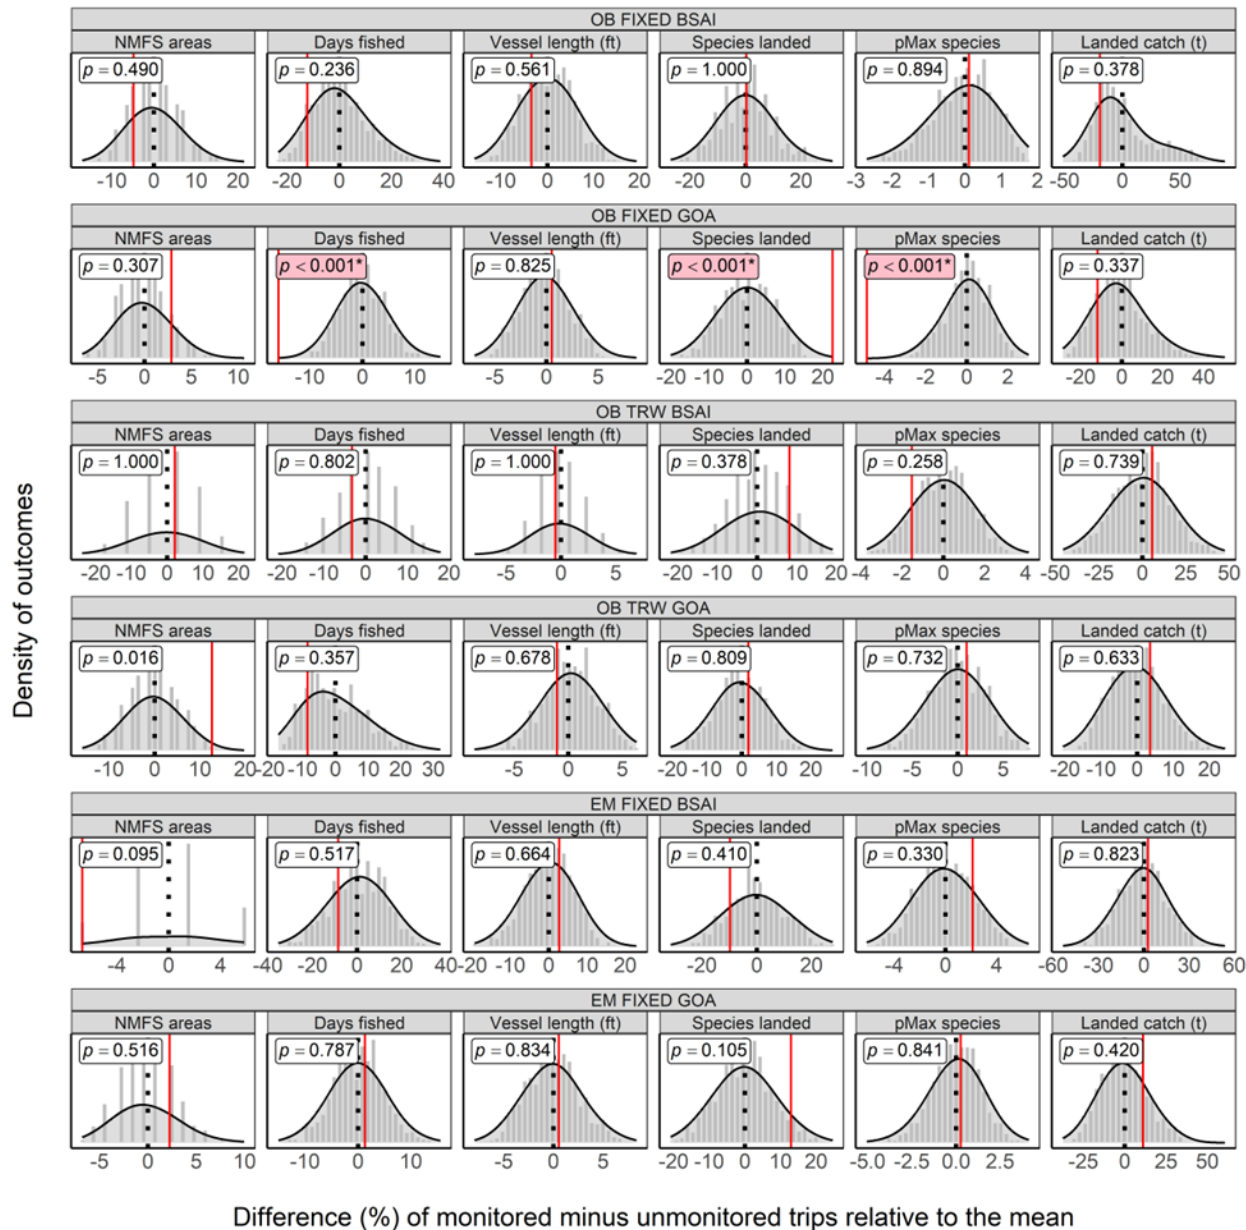 OB FIXED BSAI
NMFS areas Days fished Vessel length (ft) Species landed pMax species Landed catch (t)
p = 0.490 p = 0.236 p = 0.561 p = 1.000 p = 0.894 p = 0.378
-10 0 10 20 -20 0 20 40 -10 0 10 20 -20 0 20 -3 -2 -1 0 1 2 -50 0 50
OB FIXED GOA
NMFS areas Days fished Vessel length (ft) Species landed pMax species Landed catch (t)
p = 0.307 p < 0.001* p = 0.825 p < 0.001* p < 0.001* p = 0.337
-5 0 5 10 -10 0 10 -5 0 5 -20 -10 0 10 20 -4 -2 0 2 -20 0 20 40
OB TRW BSAI
NMFS areas Days fished Vessel length (ft) Species landed pMax species Landed catch (t)
p = 1.000 p = 0.802 p = 1.000 p = 0.378 p = 0.258 p = 0.739
-20 -10 0 10 20 -20 -10 0 10 20 -5 0 5 -20 -10 0 10 20 -4 -2 0 2 4 -50 -25 0 25 50
OB TRW GOA
NMFS areas Days fished Vessel length (ft) Species landed pMax species Landed catch (t)
p = 0.016 p = 0.357 p = 0.678 p = 0.809 p = 0.732 p = 0.633
-10 0 10 20 -20 -10 0 10 20 30 -5 0 5 -20 -10 0 10 20 -10 -5 0 5 -20 -10 0 10 20
Density of outcomes
EM FIXED BSAI
NMFS areas Days fished Vessel length (ft) Species landed pMax species Landed catch (t)
p = 0.095 p = 0.517 p = 0.664 p = 0.410 p = 0.330 p = 0.823
-4 0 4 -40 -20 0 20 40 -20 -10 0 10 20 -20 0 20 -4 0 4 -60 -30 0 30 60
EM FIXED GOA
NMFS areas Days fished Vessel length (ft) Species landed pMax species Landed catch (t)
p = 0.516 p = 0.787 p = 0.834 p = 0.105 p = 0.841 p = 0.420
-5 0 5 10 -10 0 10 -5 0 5 -20 -10 0 10 20 -5.0 -2.5 0.0 2.5 -25 0 25 50
Difference (%) of monitored minus unmonitored trips relative to the mean